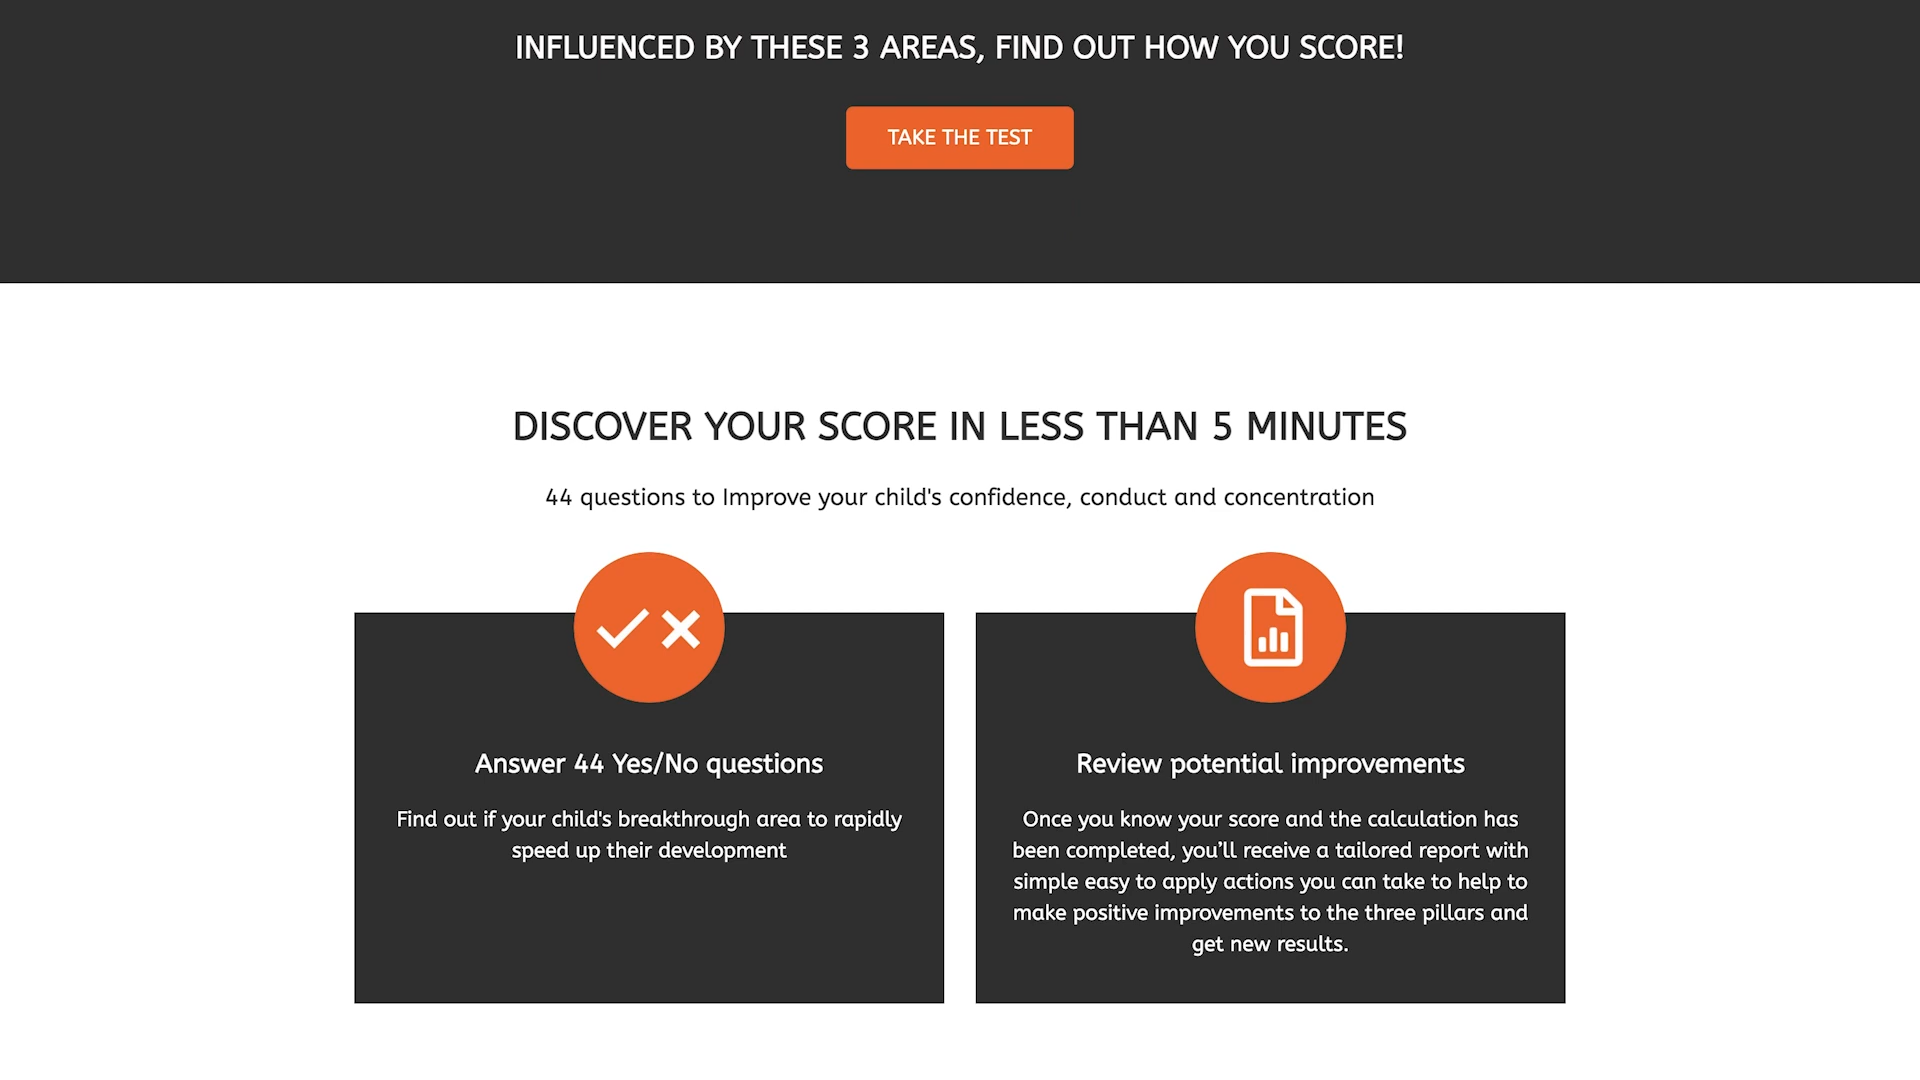 INFLUENCED BY THESE 3 AREAS, FIND OUT HOW YOU SCORE!
TAKE THE TEST
DISCOVER YOUR SCORE IN LESS THAN 5 MINUTES
44 questions to Improve your child's confidence, conduct and concentration
Answer 44 Yes/No questions
Find out if your child's breakthrough area to rapidly
speed up their development
Review potential improvements
Once you know your score and the calculation has
been completed, you’ll receive a tailored report with
simple easy to apply actions you can take to help to
make positive improvements to the three pillars and
get new results.